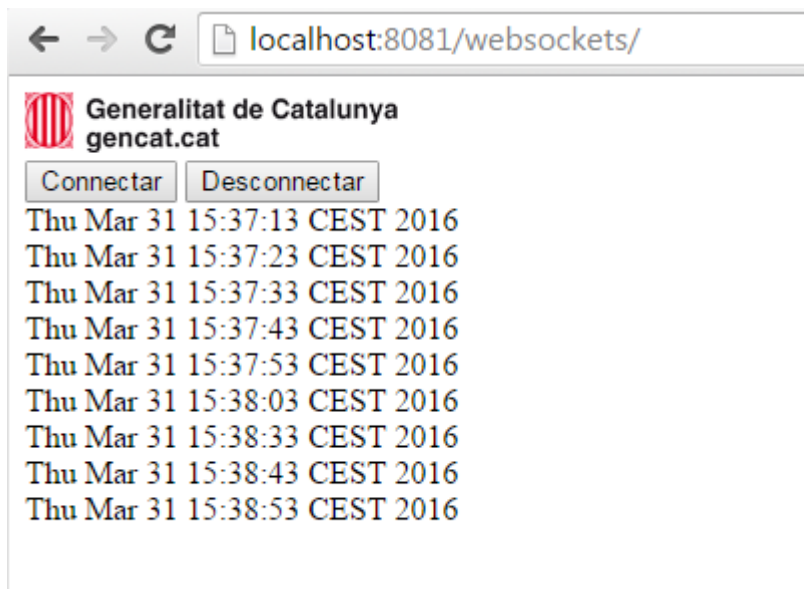 localhost:8081/websockets/
Generalitat de Catalunya
gencat.cat
Connectar Desconnectar
Thu Mar 31 15:37:13 CEST 2016
Thu Mar 31 15:37:23 CEST 2016
Thu Mar 31 15:37:33 CEST 2016
Thu Mar 31 15:37:43 CEST 2016
Thu Mar 31 15:37:53 CEST 2016
Thu Mar 31 15:38:03 CEST 2016
Thu Mar 31 15:38:33 CEST 2016
Thu Mar 31 15:38:43 CEST 2016
Thu Mar 31 15:38:53 CEST 2016